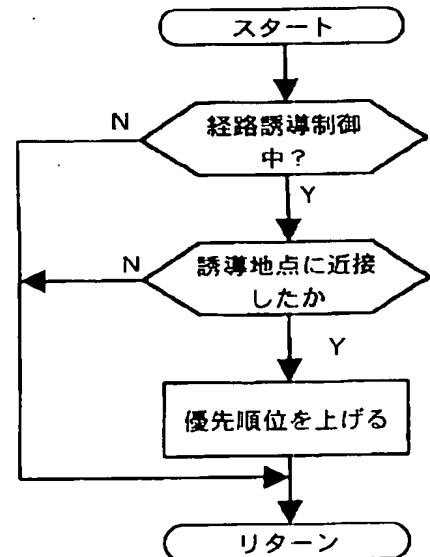 スタート
経路誘導制御
中？
N
Y
誘導地点に近接
したか
N
Y
優先順位を上げる
リターン